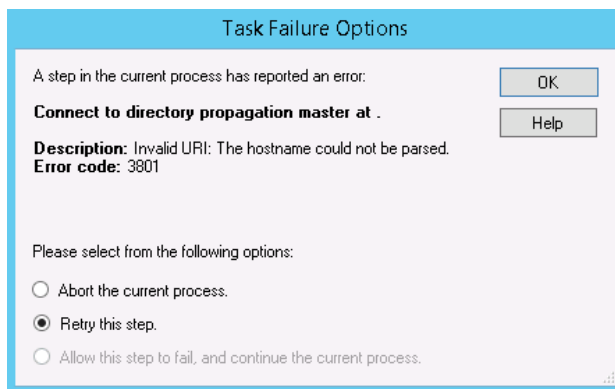 Task Failure Options
A step in the current process has reported an error:
OK
Connect to directory propagation master at .
Help
Description: Invalid URI: The hostname could not be parsed.
Error code: 3801
Please select from the following options:
Abort the current process.
Retry this step.
Allow this step to fail, and continue the current process.